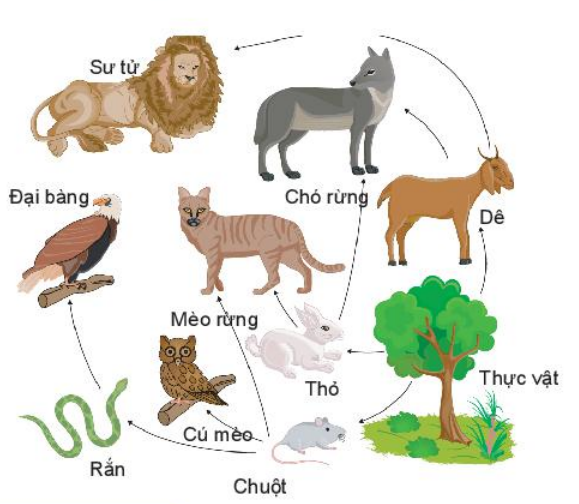 Sư tử
Đại bàng
Chó rừng
Dê
Mèo rừng
Thỏ
Thực vật
Cú mèo
Rắn
Chuột